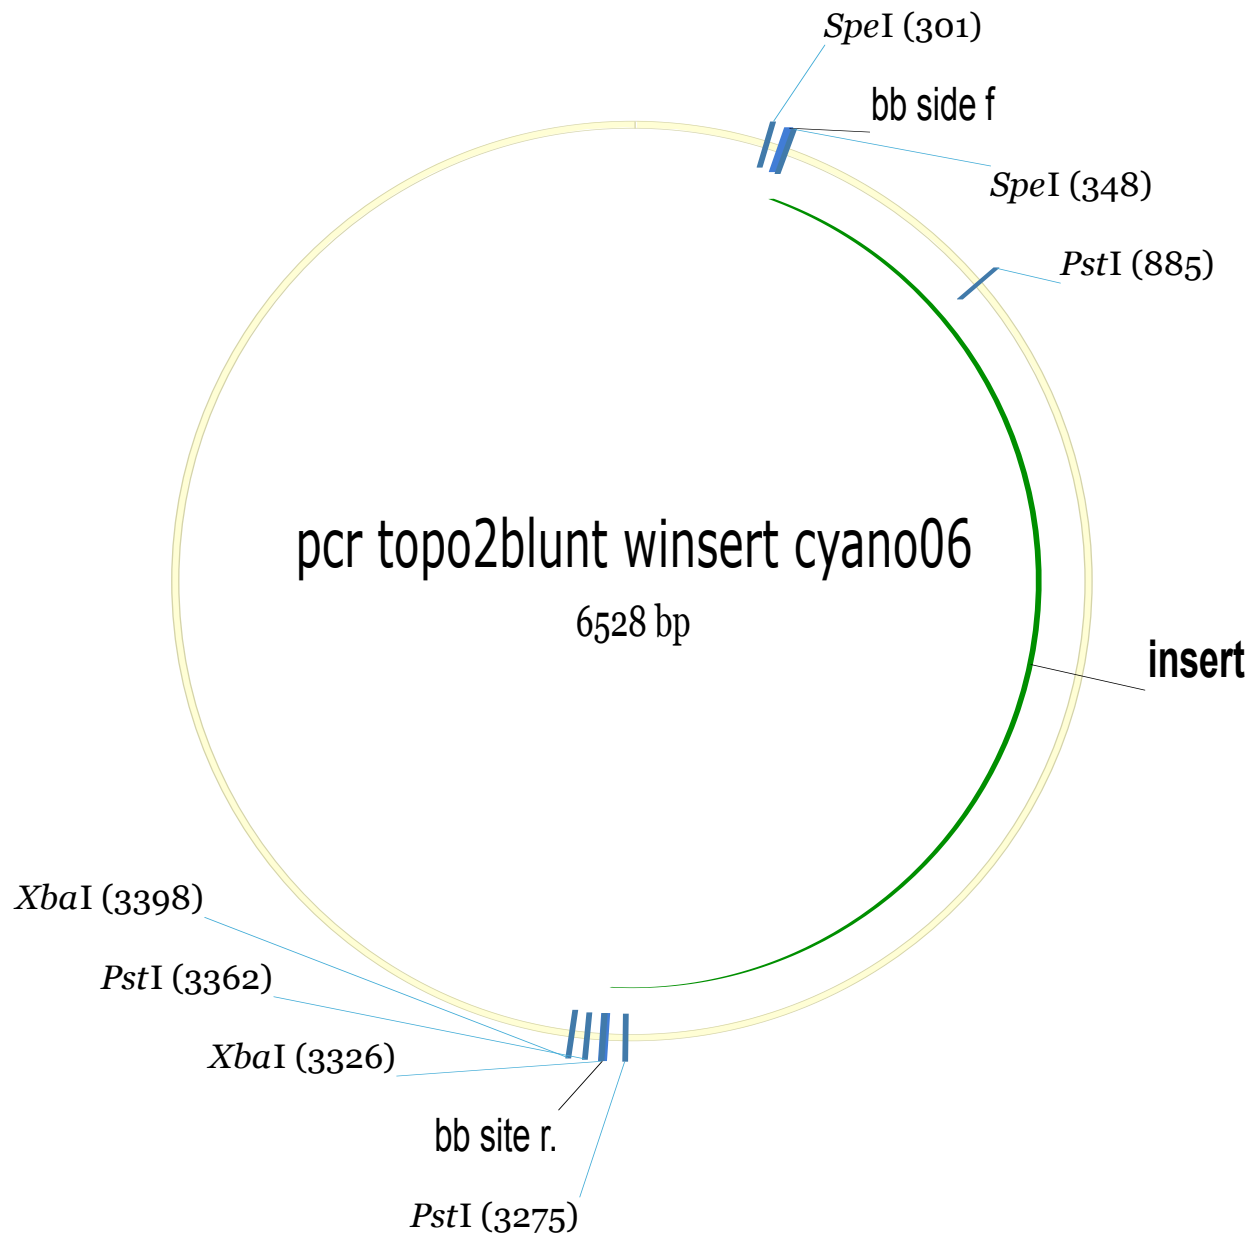 SpeI (301)
bb side f
SpeI (348)
PstI (885)
pcr topo2blunt winsert cyano06
6528 bp
insert
XbaI (3398)
PstI (3362)
XbaI (3326)
bb site r.
PstI (3275)